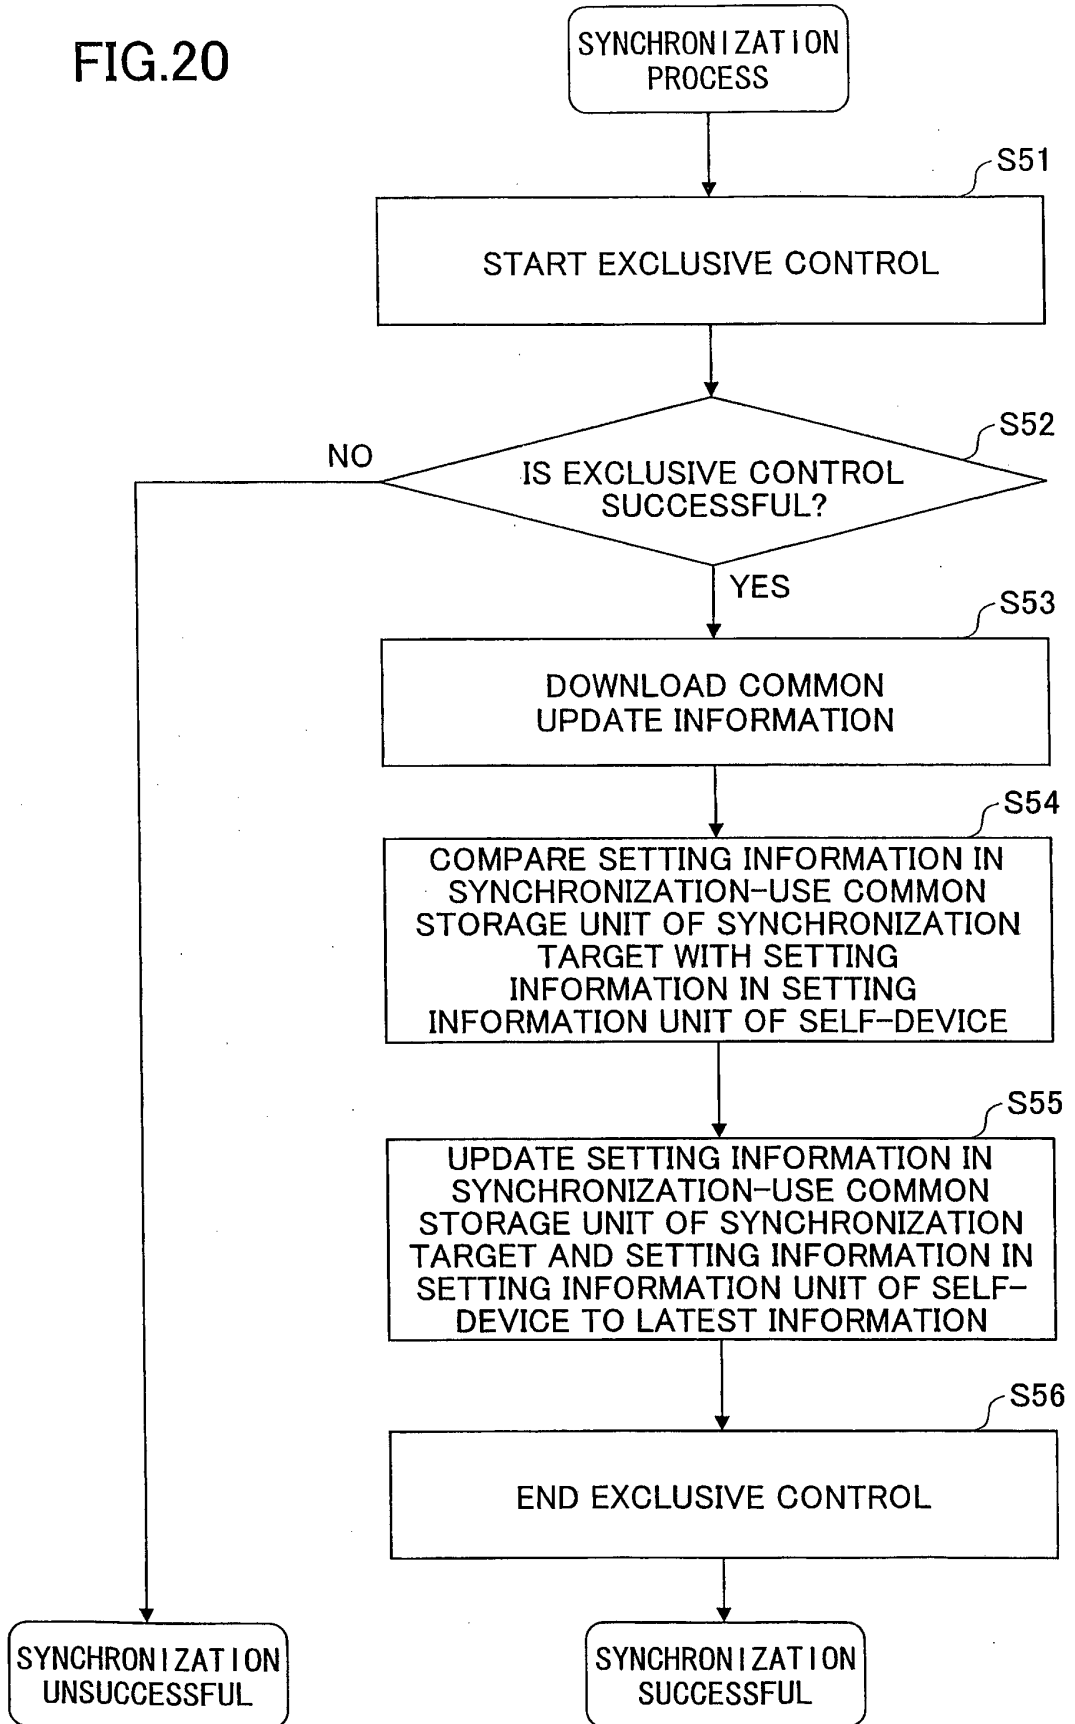 FIG.20
SYNCHRONIZATION
PROCESS
S51
START EXCLUSIVE CONTROL
S52
NO
IS EXCLUSIVE CONTROL
SUCCESSFUL?
YES
S53
DOWNLOAD COMMON
UPDATE INFORMATION
S54
COMPARE SETTING INFORMATION IN
SYNCHRONIZATION-USE COMMON
STORAGE UNIT OF SYNCHRONIZATION
TARGET WITH SETTING
INFORMATION IN SETTING
INFORMATION UNIT OF SELF-DEVICE
S55
UPDATE SETTING INFORMATION IN
SYNCHRONIZATION-USE COMMON
STORAGE UNIT OF SYNCHRONIZATION
TARGET AND SETTING INFORMATION IN
SETTING INFORMATION UNIT OF SELF-
DEVICE TO LATEST INFORMATION
S56
END EXCLUSIVE CONTROL
SYNCHRONIZATION
UNSUCCESSFUL
SYNCHRONIZATION
SUCCESSFUL